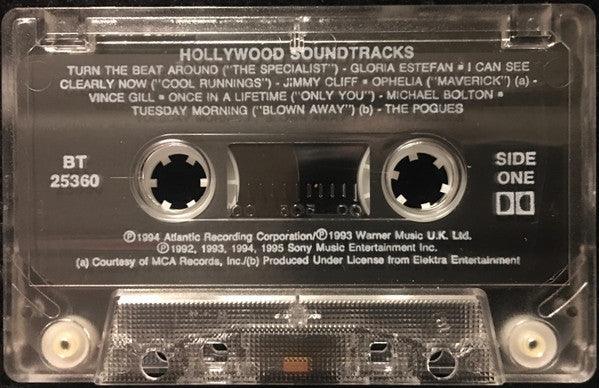 HOLLYWOOD SOUNDTRACKS
TURN THE BEAT AROUND ("THE SPECIALIST") - GLORIA ESTEFAN • I CAN SEE
CLEARLY NOW ("COOL RUNNINGS") - JIMMY CLIFF • OPHELIA ("MAVERICK") (a) -
VINCE GILL • ONCE IN A LIFETIME ("ONLY YOU") - MICHAEL BOLTON •
TUESDAY MORNING ("BLOWN AWAY") (b) - THE POGUES
BT
25360
SIDE
ONE
℗1994 Atlantic Recording Corporation/℗1993 Warner Music U.K. Ltd.
℗1992, 1993, 1994, 1995 Sony Music Entertainment Inc.
(a) Courtesy of MCA Records, Inc./(b) Produced Under License from Elektra Entertainment